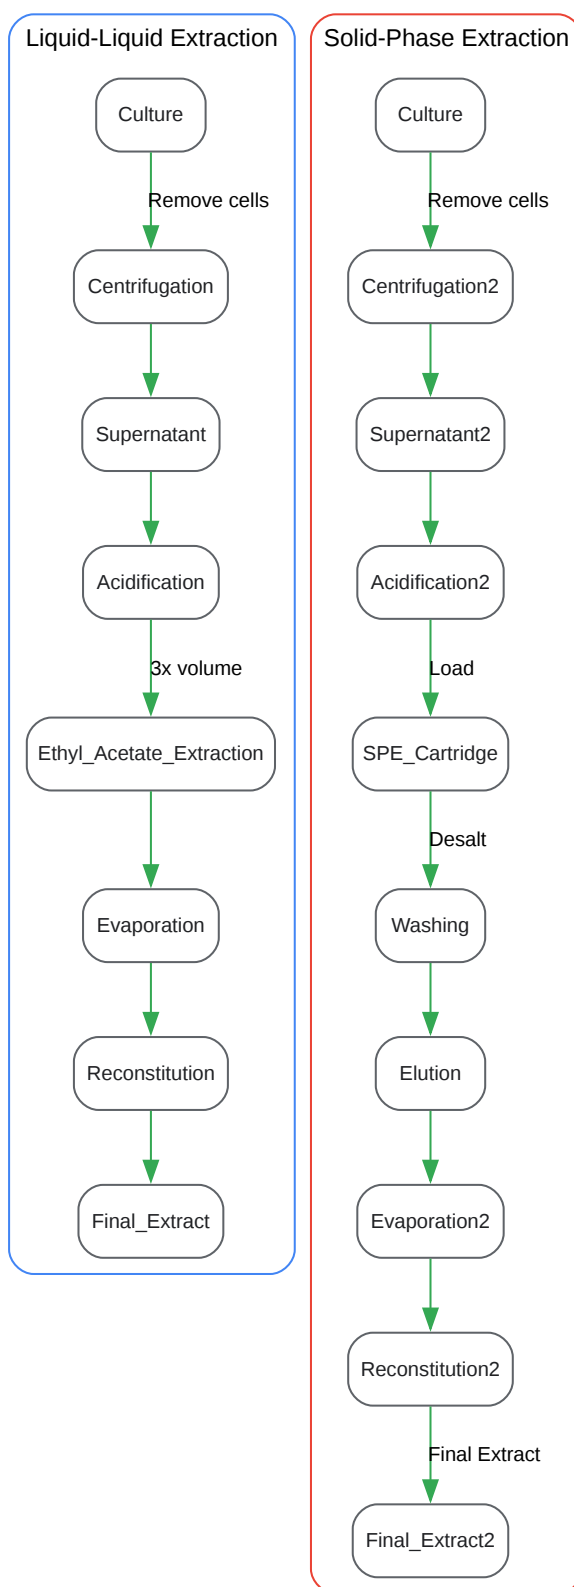 Liquid-Liquid Extraction
Culture
Remove cells
Centrifugation
Supernatant
Acidification
3x volume
Ethyl_Acetate_Extraction
Evaporation
Reconstitution
Final_Extract
Solid-Phase Extraction
Culture
Remove cells
Centrifugation2
Supernatant2
Acidification2
Load
SPE_Cartridge
Desalt
Washing
Elution
Evaporation2
Reconstitution2
Final Extract
Final_Extract2